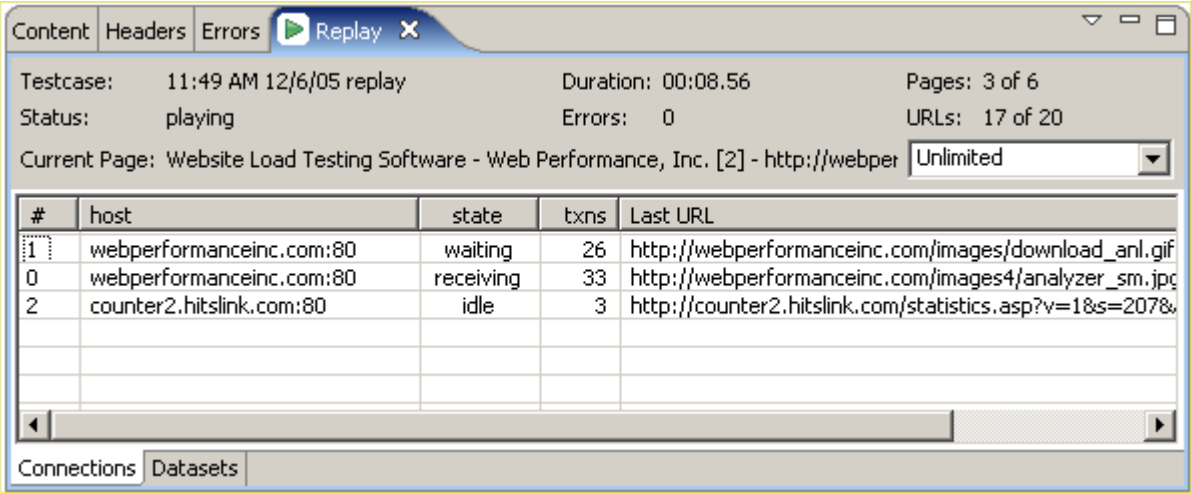 Content Headers Errors Replay
Testcase: 11:49 AM 12/6/05 replay Duration: 00:08.56 Pages: 3 of 6
Status: playing Errors: 0 URLs: 17 of 20
Current Page: Website Load Testing Software - Web Performance, Inc. [2] - http://webper Unlimited
# host state txns Last URL
1 webperformanceinc.com:80 waiting 26 http://webperformanceinc.com/images/download_anl.gif
0 webperformanceinc.com:80 receiving 33 http://webperformanceinc.com/images4/analyzer_sm.jpg
2 counter2.hitslink.com:80 idle 3 http://counter2.hitslink.com/statistics.asp?v=1&s=207&
Connections Datasets